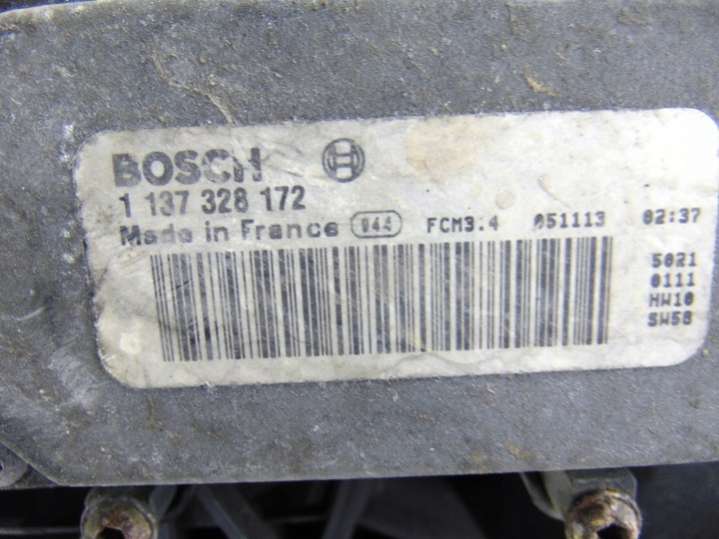 BOSCH
1 137 328 172
Made in France 044 FCM3.4 051113 02:37
5021
0111
HW10
SW58